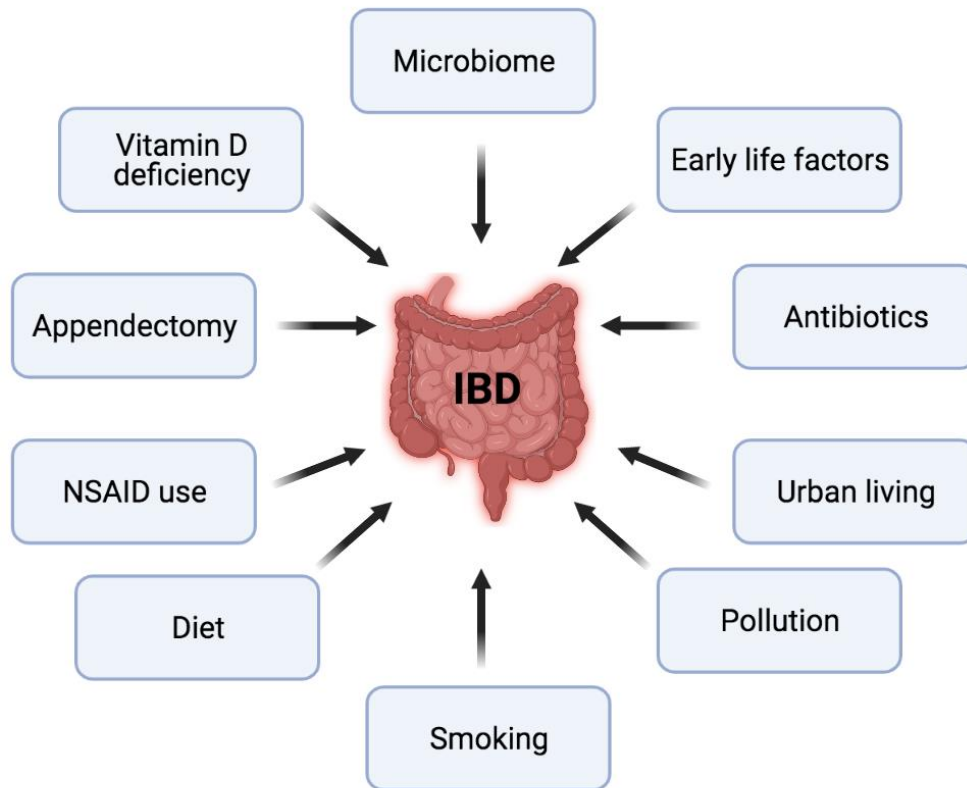 Microbiome
Vitamin D
deficiency
Early life factors
Appendectomy
Antibiotics
IBD
NSAID use
Urban living
Diet
Pollution
Smoking